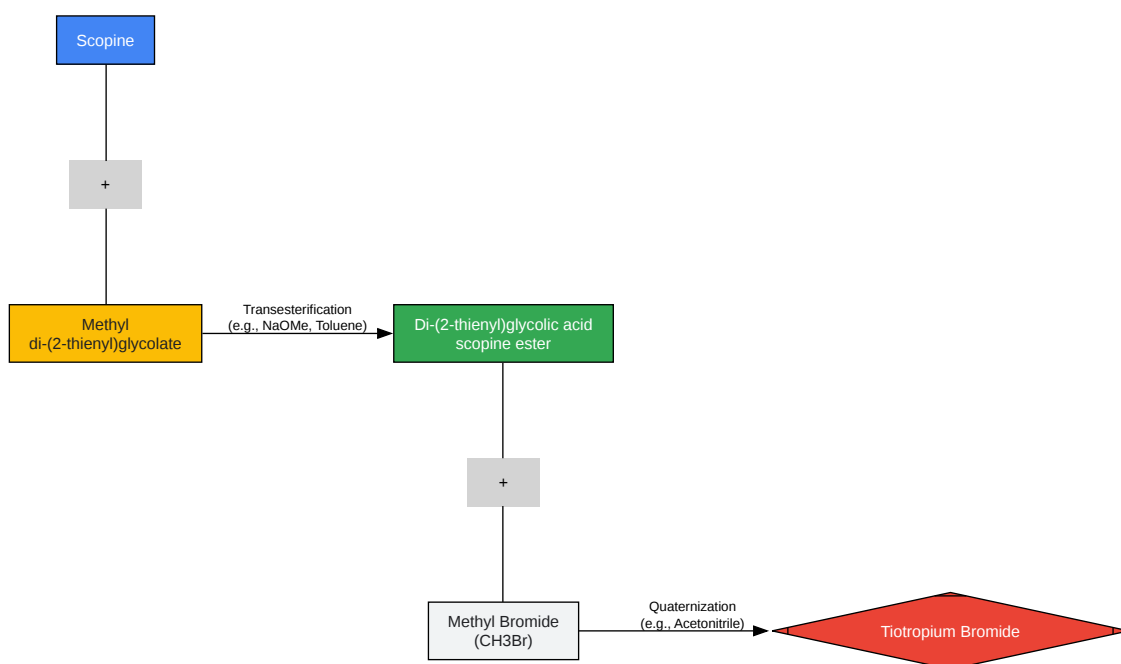 Scopine
+
Methyl
di-(2-thienyl)glycolate
Transesterification
(e.g., NaOMe, Toluene)
Di-(2-thienyl)glycolic acid
scopine ester
+
Methyl Bromide
(CH3Br)
Quaternization
(e.g., Acetonitrile)
Tiotropium Bromide